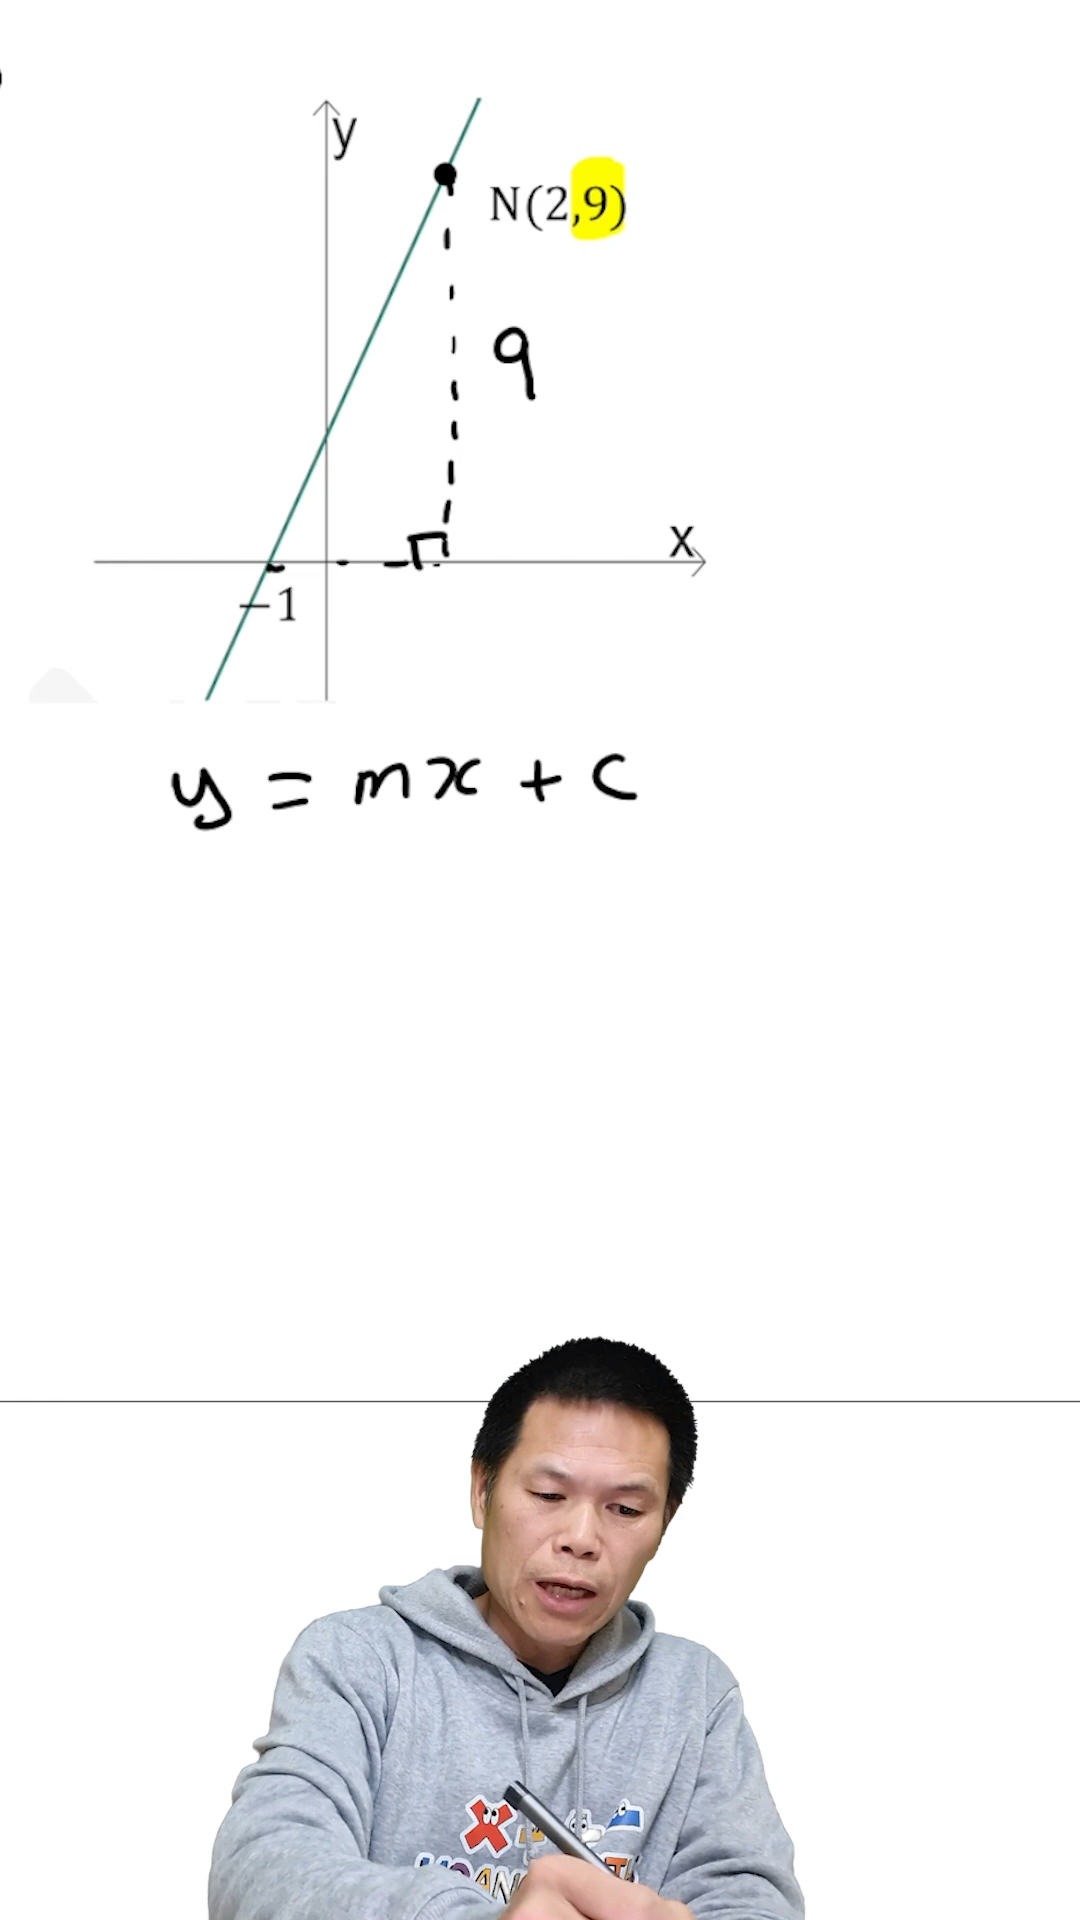 y
N(2,9)
9
x
−1
y = mx + c